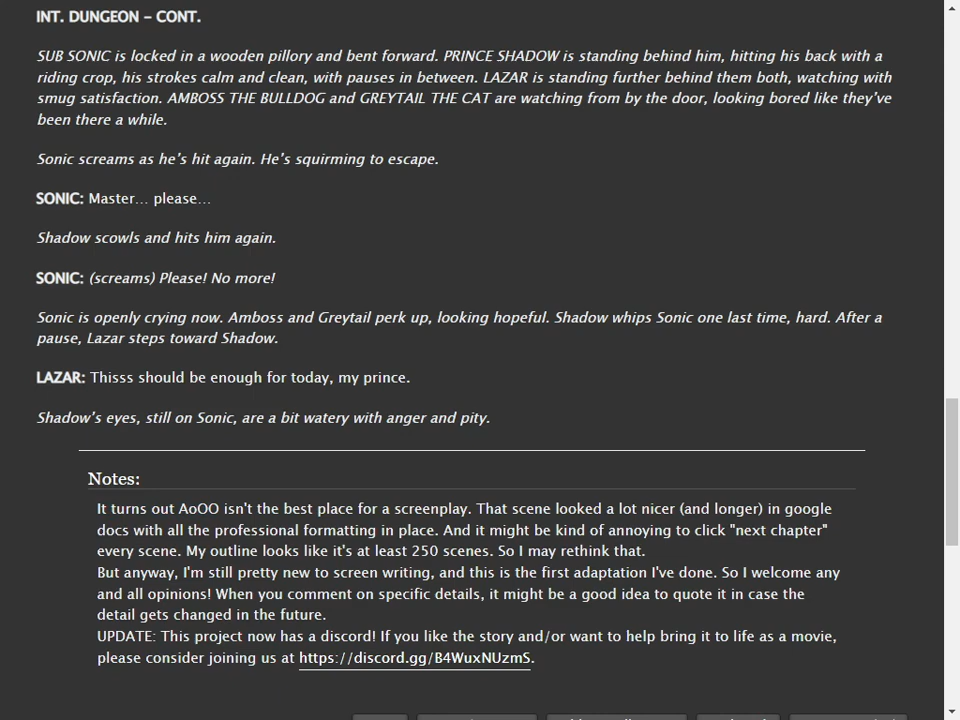 INT. DUNGEON – CONT.
SUB SONIC is locked in a wooden pillory and bent forward. PRINCE SHADOW is standing behind him, hitting his back with a
riding crop, his strokes calm and clean, with pauses in between. LAZAR is standing further behind them both, watching with
smug satisfaction. AMBOSS THE BULLDOG and GREYTAIL THE CAT are watching from by the door, looking bored like they’ve
been there a while.
Sonic screams as he’s hit again. He’s squirming to escape.
SONIC: Master… please…
Shadow scowls and hits him again.
SONIC: (screams) Please! No more!
Sonic is openly crying now. Amboss and Greytail perk up, looking hopeful. Shadow whips Sonic one last time, hard. After a
pause, Lazar steps toward Shadow.
LAZAR: Thisss should be enough for today, my prince.
Shadow’s eyes, still on Sonic, are a bit watery with anger and pity.
Notes:
It turns out AoOO isn't the best place for a screenplay. That scene looked a lot nicer (and longer) in google
docs with all the professional formatting in place. And it might be kind of annoying to click "next chapter"
every scene. My outline looks like it's at least 250 scenes. So I may rethink that.
But anyway, I'm still pretty new to screen writing, and this is the first adaptation I've done. So I welcome any
and all opinions! When you comment on specific details, it might be a good idea to quote it in case the
detail gets changed in the future.
UPDATE: This project now has a discord! If you like the story and/or want to help bring it to life as a movie,
please consider joining us at https://discord.gg/B4WuxNUzmS.